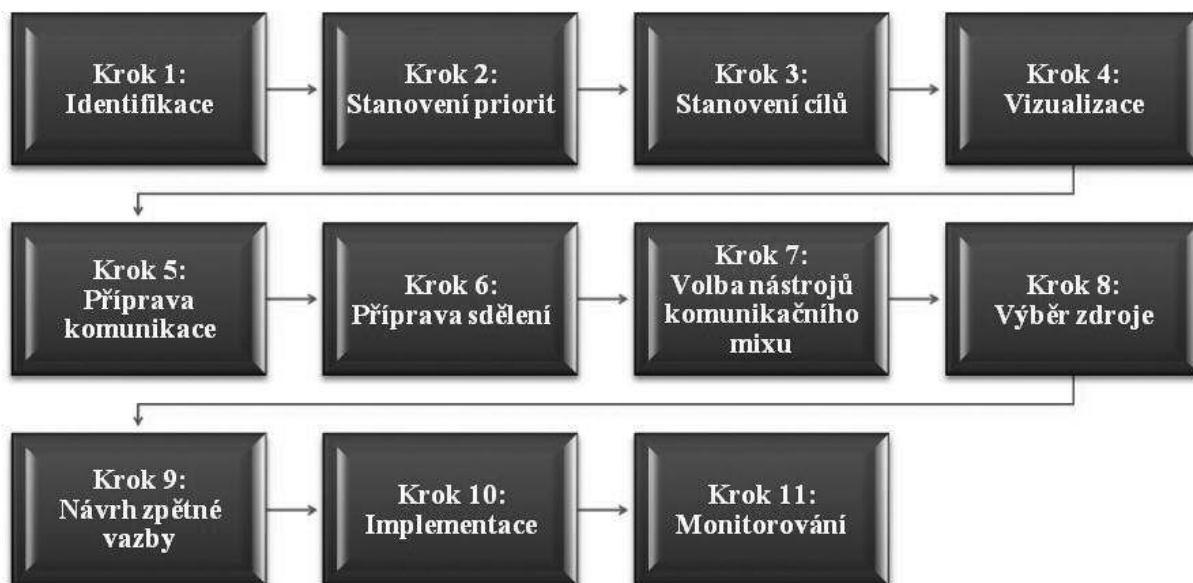 Krok 1:
Identifikace
Krok 2:
Stanovení priorit
Krok 3:
Stanovení cílů
Krok 4:
Vizualizace
Krok 5:
Příprava
komunikace
Krok 6:
Příprava sdělení
Krok 7:
Volba nástrojů
komunikačního
mixu
Krok 8:
Výběr zdroje
Krok 9:
Návrh zpětné
vazby
Krok 10:
Implementace
Krok 11:
Monitorování